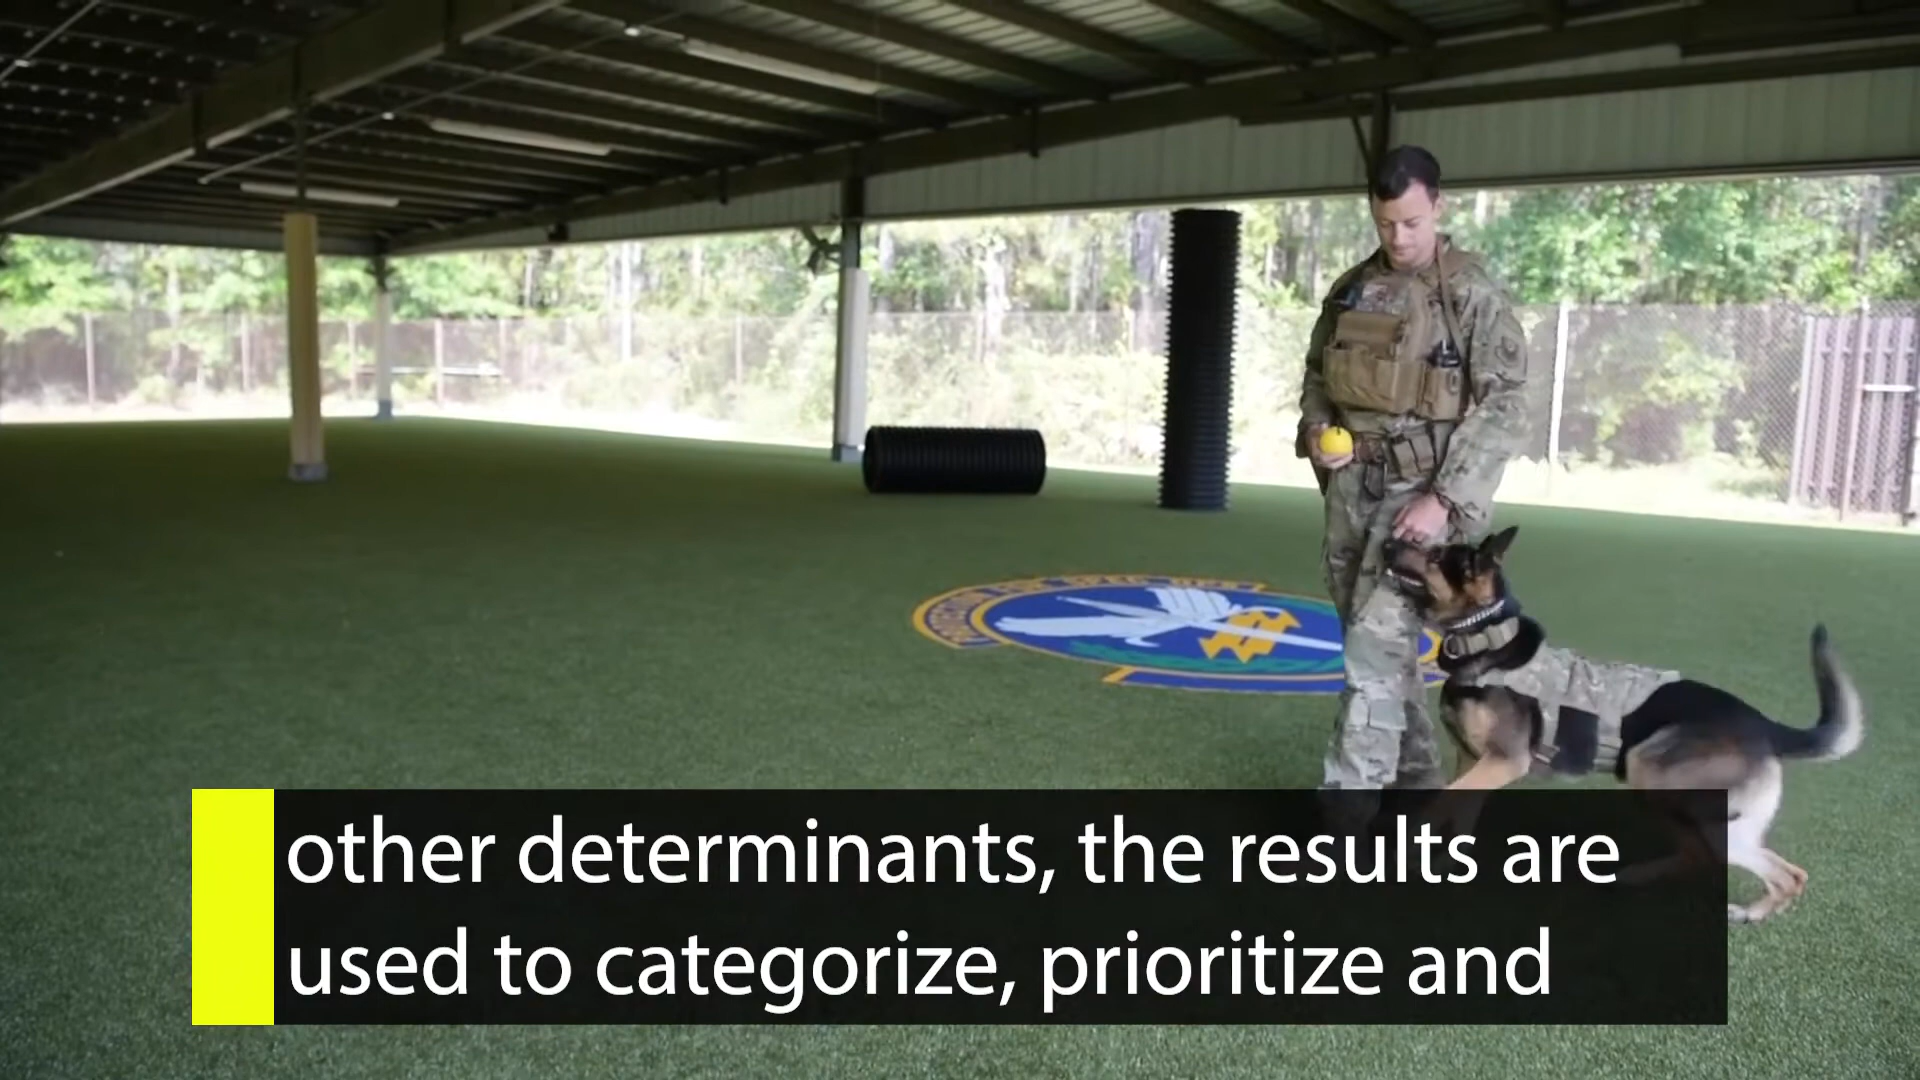 other determinants, the results are
used to categorize, prioritize and